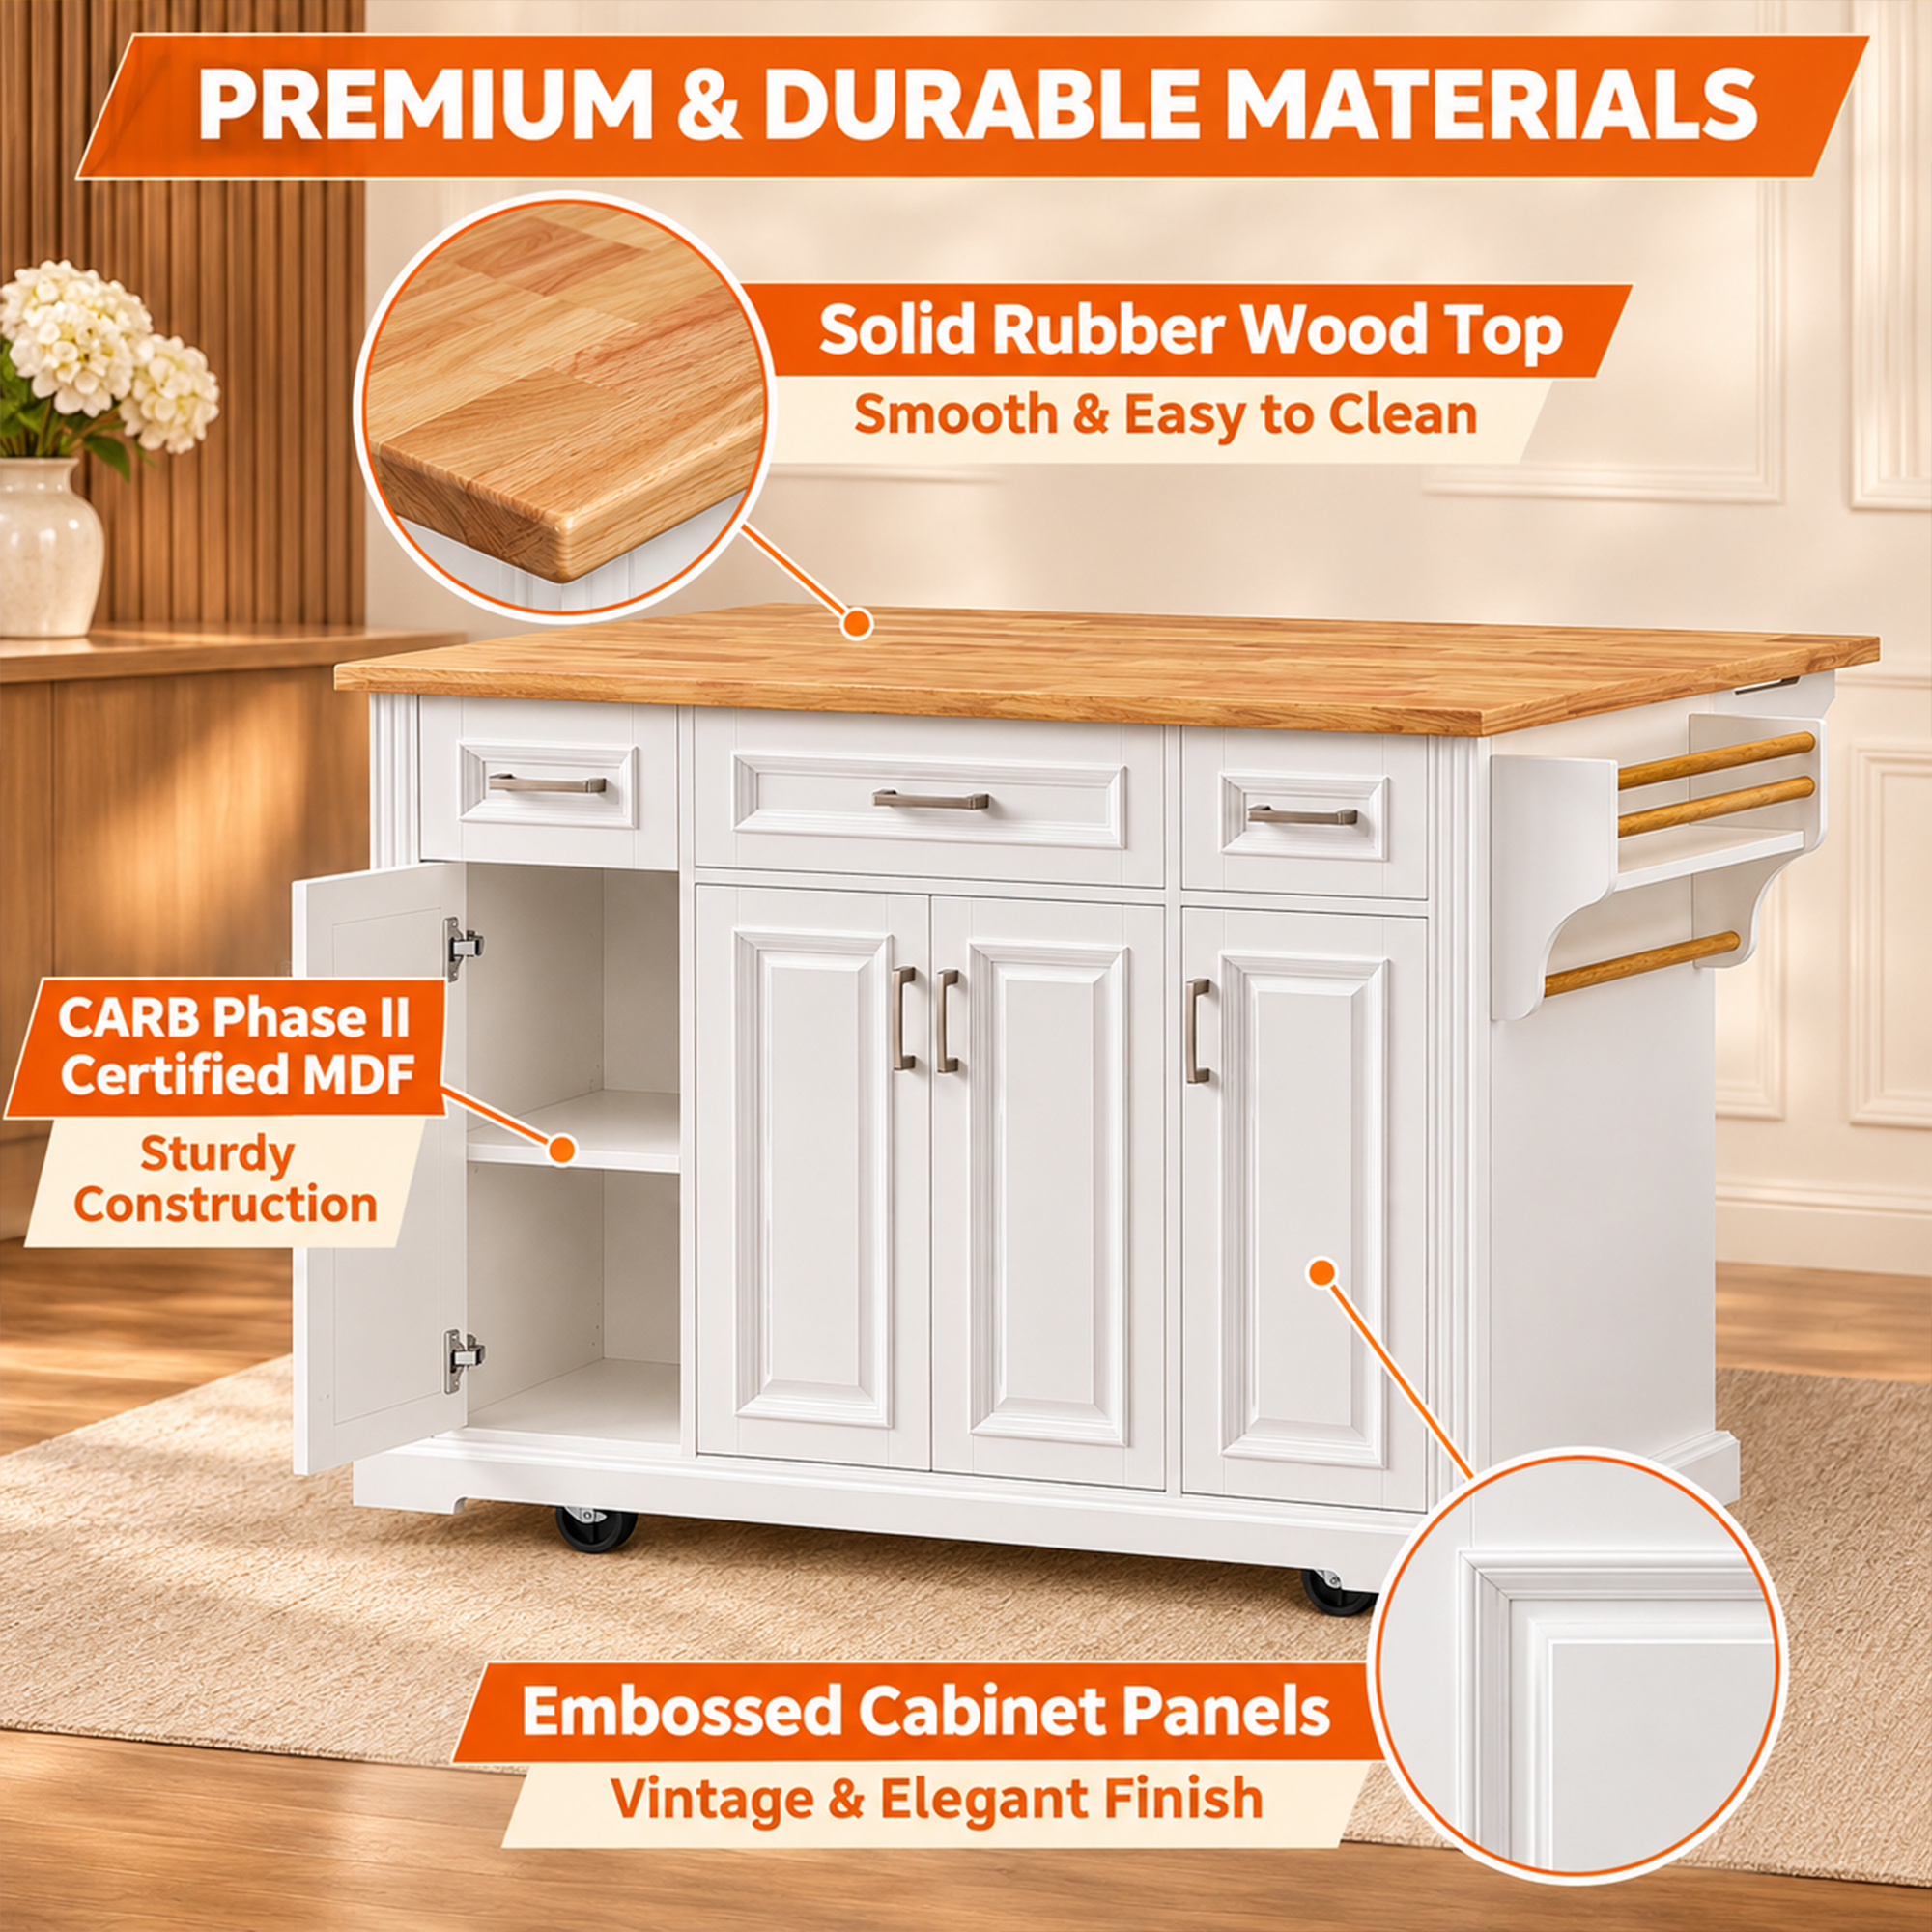 PREMIUM & DURABLE MATERIALS
Solid Rubber Wood Top
Smooth & Easy to Clean
CARB Phase II
Certified MDF
Sturdy
Construction
Embossed Cabinet Panels
Vintage & Elegant Finish